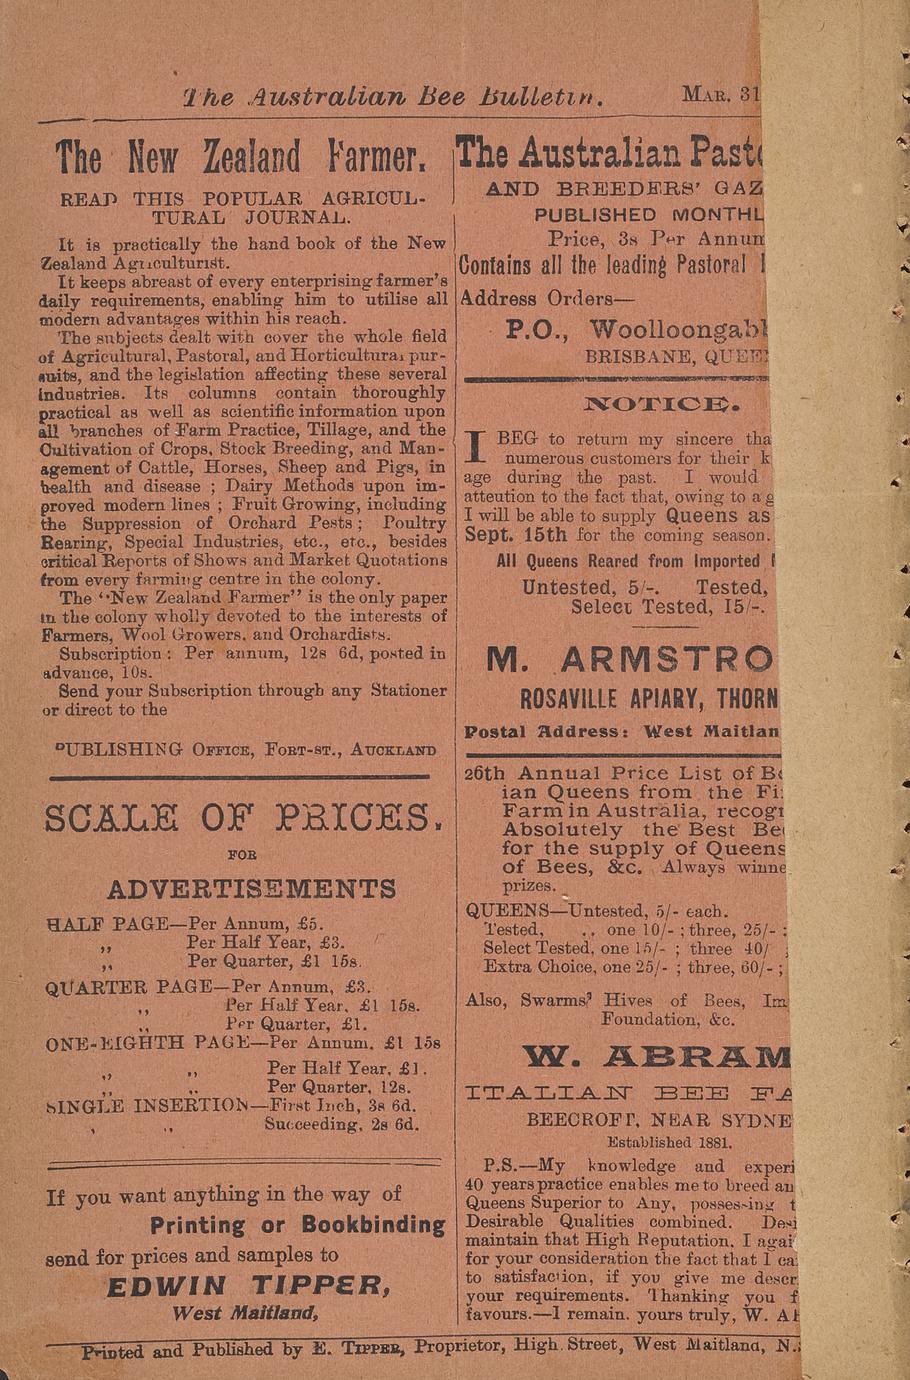 The Australian Bee Bulletin. MAR. 31
The New Zealand Farmer.
READ THIS POPULAR AGRICUL-
TURAL JOURNAL.
It is practically the hand book of the New
Zealand Agriculturist.
It keeps abreast of every enterprising farmer's
daily requirements, enabling him to utilise all
modern advantages within his reach.
The subjects dealt with cover the whole field
of Agricultural, Pastoral, and Horticultural pur-
suits, and the legislation affecting these several
industries. Its columns contain thoroughly
practical as well as scientific information upon
all branches of Farm Practice, Tillage, and the
Cultivation of Crops, Stock Breeding, and Man-
agement of Cattle, Horses, Sheep and Pigs, in
health and disease ; Dairy Methods upon im-
proved modern lines ; Fruit Growing, including
the Suppression of Orchard Pests ; Poultry
Rearing, Special Industries, etc., etc., besides
critical Reports of Shows and Market Quotations
from every farming centre in the colony.
The "New Zealand Farmer" is the only paper
in the colony wholly devoted to the interests of
Farmers, Wool Growers, and Orchardists.
Subscription : Per annum, 12s 6d, posted in
advance, 10s.
Send your Subscription through any Stationer
or direct to the
PUBLISHING OFFICE, FORT-ST., AUCKLAND
SCALE OF PRICES.
FOR
ADVERTISEMENTS
HALF PAGE—Per Annum, £5.
,, Per Half Year, £3.
,, Per Quarter, £1 15s.
QUARTER PAGE—Per Annum, £3.
,, Per Half Year, £1 15s.
,, Per Quarter, £1.
ONE-EIGHTH PAGE—Per Annum, £1 15s
,, ,, Per Half Year, £1.
,, ,, Per Quarter, 12s.
SINGLE INSERTION—First Inch, 3s 6d.
, ,, Succeeding, 2s 6d.
If you want anything in the way of
Printing or Bookbinding
send for prices and samples to
EDWIN TIPPER,
West Maitland,
The Australian Pasto
AND BREEDERS' GAZ
PUBLISHED MONTHL
Price, 3s Per Annum
Contains all the leading Pastoral
Address Orders—
P.O., Woolloongabb
BRISBANE, QUEE
NOTICE.
I BEG to return my sincere tha
numerous customers for their k
age during the past. I would
atteution to the fact that, owing to a g
I will be able to supply Queens as
Sept. 15th for the coming season.
All Queens Reared from Imported
Untested, 5/-. Tested,
Select Tested, 15/-.
M. ARMSTRO
ROSAVILLE APIARY, THORN
Postal Address: West Maitlan
26th Annual Price List of Be
ian Queens from the Fi
Farm in Australia, recogn
Absolutely the Best Be
for the supply of Queens
of Bees, &c. Always winne
prizes.
QUEENS—Untested, 5/- each.
Tested, ,, one 10/- ; three, 25/- ;
Select Tested, one 15/- ; three 40/ ;
Extra Choice, one 25/- ; three, 60/- ;
Also, Swarms, Hives of Bees, Im
Foundation, &c.
W. ABRAM
ITALIAN BEE FA
BEECROFT, NEAR SYDNE
Established 1881.
P.S.—My knowledge and experi
40 years practice enables me to breed an
Queens Superior to Any, possessing t
Desirable Qualities combined. Desi
maintain that High Reputation, I agai
for your consideration the fact that I ca
to satisfaction, if you give me descr
your requirements. Thanking you f
favours.—I remain, yours truly, W. AB
Printed and Published by E. TIPPER, Proprietor, High Street, West Maitland, N.